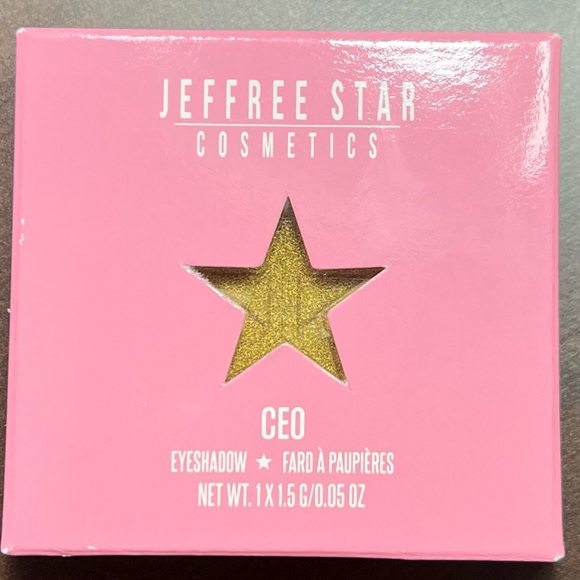 JEFFREE STAR
COSMETICS
CEO
EYESHADOW ★ FARD À PAUPIÈRES
NET WT. 1 X 1.5 G/0.05 OZ